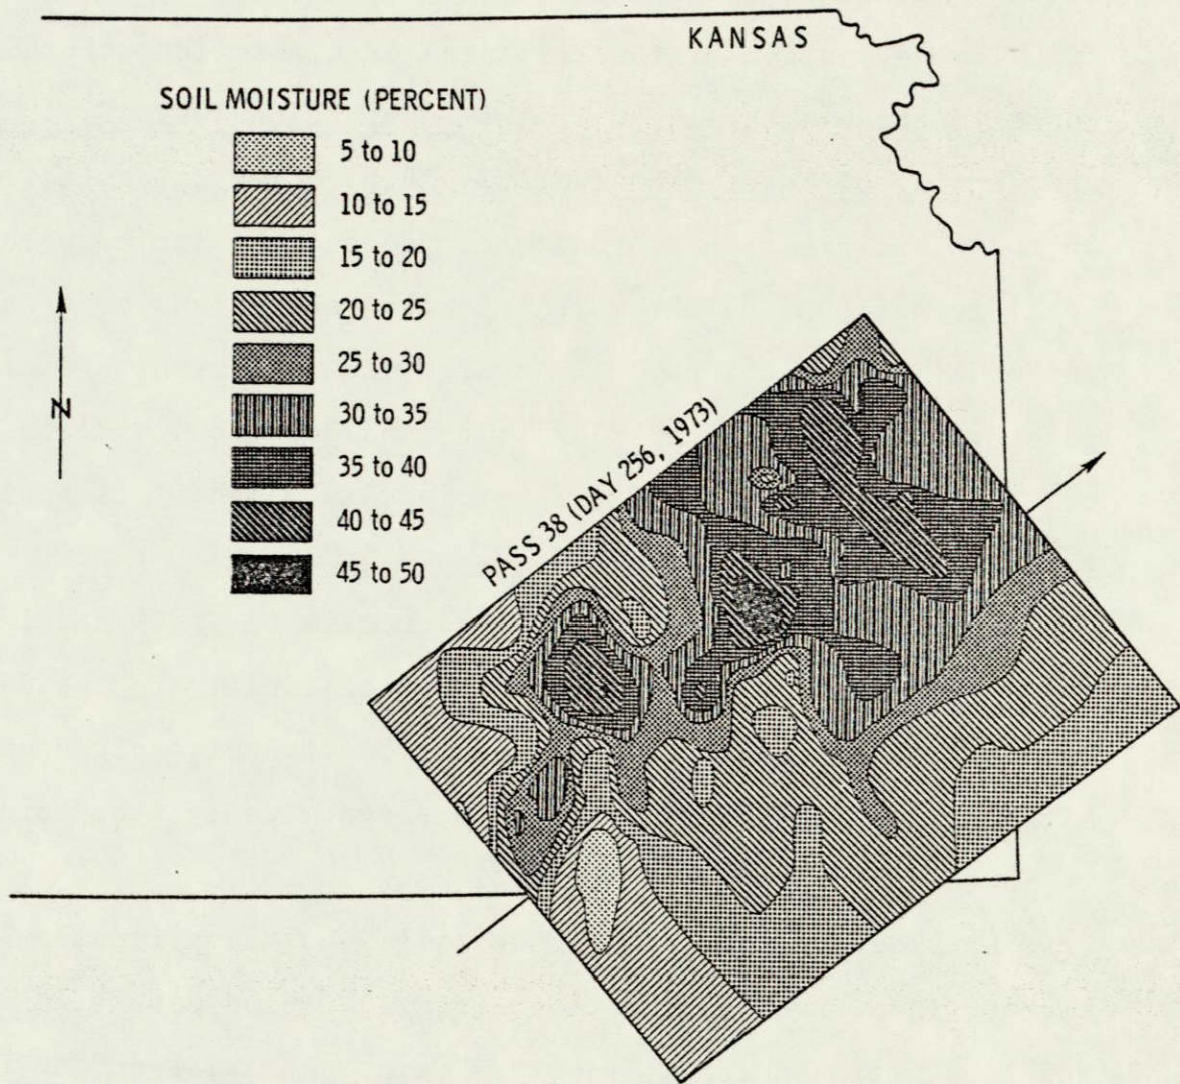 KANSAS
SOIL MOISTURE (PERCENT)
5 to 10
10 to 15
15 to 20
20 to 25
25 to 30
30 to 35
35 to 40
40 to 45
45 to 50
N
PASS 38 (DAY 256, 1973)